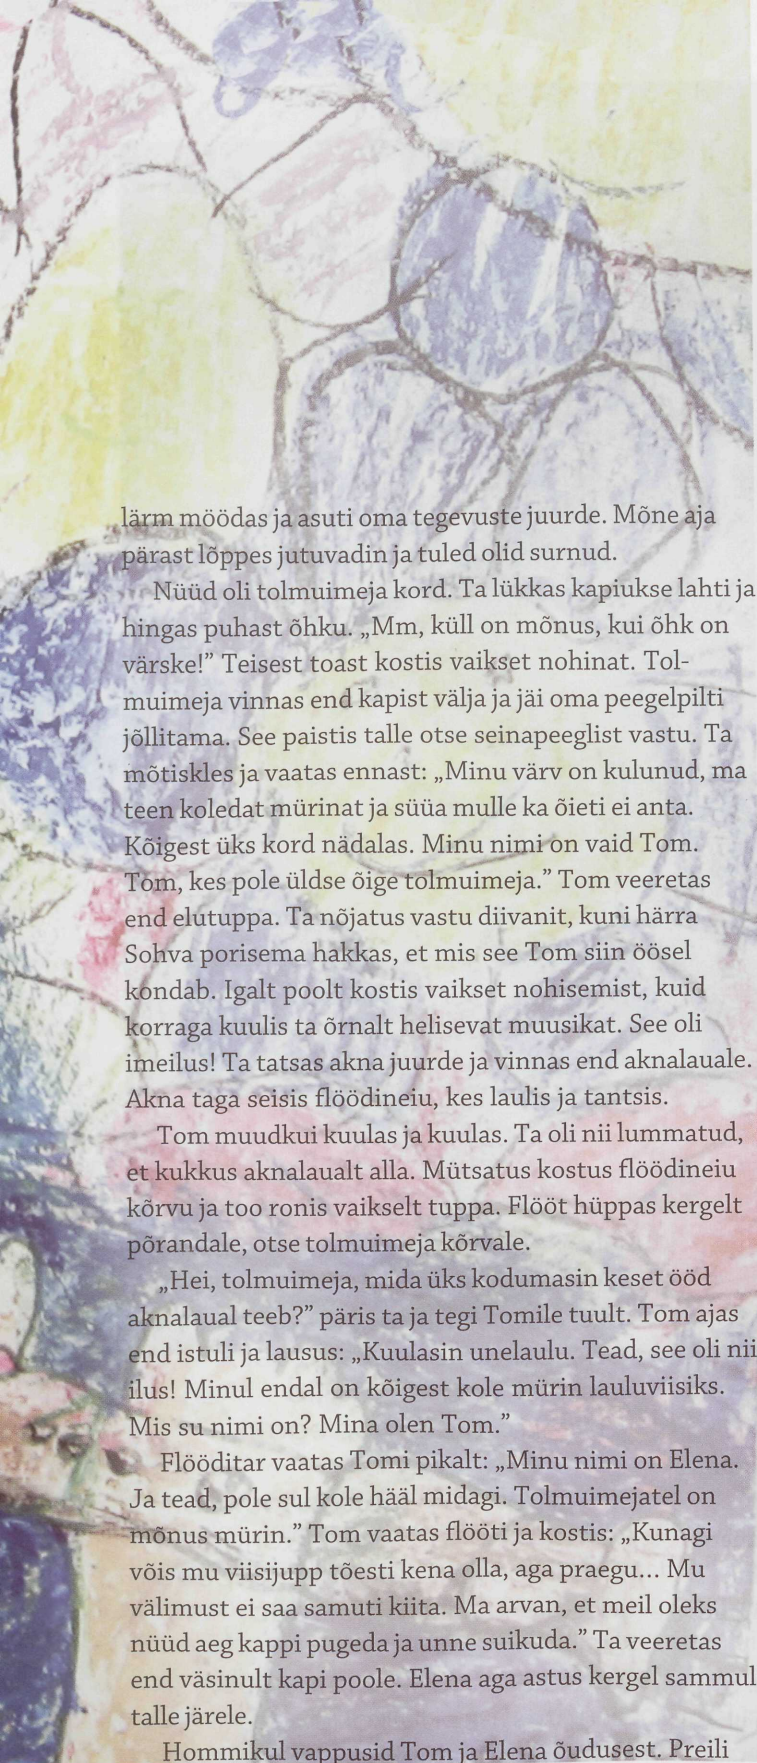 lärm möödas ja asuti oma tegevuste juurde. Mõne aja
pärast lõppes jutuvadin ja tuled olid surnud.
Nüüd oli tolmuimeja kord. Ta lükkas kapiukse lahti ja
hingas puhast õhku. „Mm, küll on mõnus, kui õhk on
värske!” Teisest toast kostis vaikset nohinat. Tol-
muimeja vinnas end kapist välja ja jäi oma peegelpilti
jõllitama. See paistis talle otse seinapeeglist vastu. Ta
mõtiskles ja vaatas ennast: „Minu värv on kulunud, ma
teen koledat mürinat ja süüa mulle ka õieti ei anta.
Kõigest üks kord nädalas. Minu nimi on vaid Tom.
Tom, kes pole üldse õige tolmuimeja.” Tom veeretas
end elutuppa. Ta nõjatus vastu diivanit, kuni härra
Sohva porisema hakkas, et mis see Tom siin öösel
kondab. Igalt poolt kostis vaikset nohisemist, kuid
korraga kuulis ta õrnalt helisevat muusikat. See oli
imeilus! Ta tatsas akna juurde ja vinnas end aknalauale.
Akna taga seisis flöödineiu, kes laulis ja tantsis.
Tom muudkui kuulas ja kuulas. Ta oli nii lummatud,
et kukkus aknalaualt alla. Mütsatus kostus flöödineiu
kõrvu ja too ronis vaikselt tuppa. Flööt hüppas kergelt
põrandale, otse tolmuimeja kõrvale.
„Hei, tolmuimeja, mida üks kodumasin keset ööd
aknalaual teeb?” päris ta ja tegi Tomile tuult. Tom ajas
end istuli ja lausus: „Kuulasin unelaulu. Tead, see oli nii
ilus! Minul endal on kõigest kole mürin lauluviisiks.
Mis su nimi on? Mina olen Tom.”
Flööditar vaatas Tomi pikalt: „Minu nimi on Elena.
Ja tead, pole sul kole hääl midagi. Tolmuimejatel on
mõnus mürin.” Tom vaatas flööti ja kostis: „Kunagi
võis mu viisijupp tõesti kena olla, aga praegu... Mu
välimust ei saa samuti kiita. Ma arvan, et meil oleks
nüüd aeg kappi pugeda ja unne suikuda.” Ta veeretas
end väsinult kapi poole. Elena aga astus kergel sammul
talle järele.
Hommikul vappusid Tom ja Elena õudusest. Preili